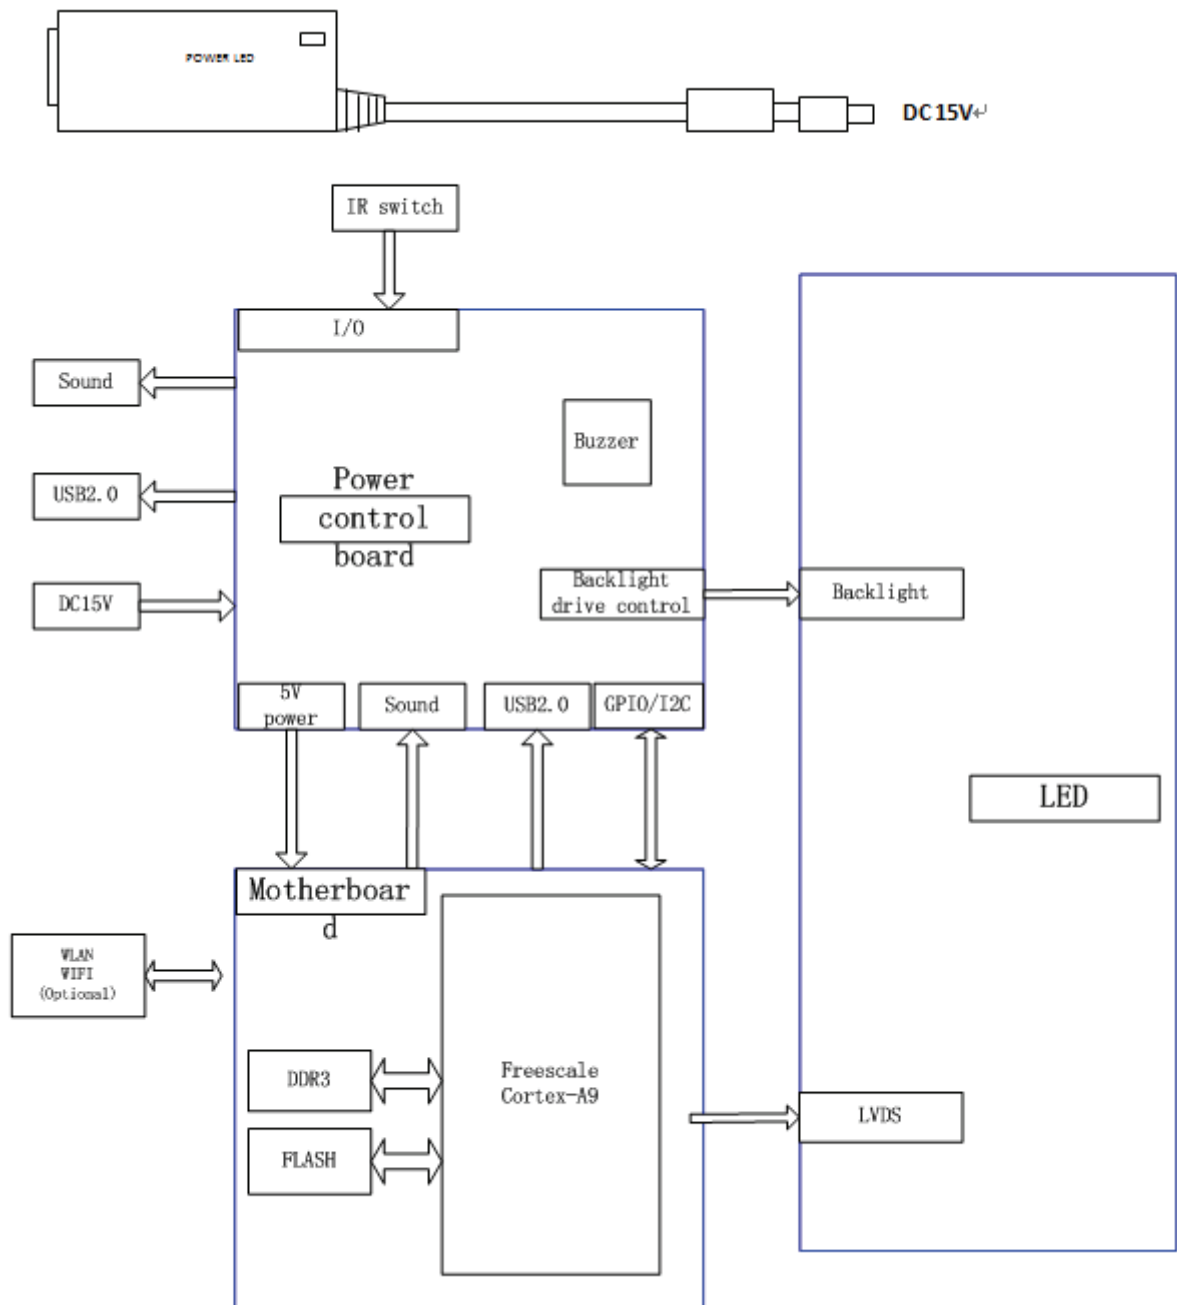 POWER LED
DC15V↵
IR switch
I/O
Sound
Buzzer
USB2.0
Power
control
board
DC15V
Backlight
drive control
Backlight
5V
power
Sound
USB2.0
GPIO/I2C
LED
Motherboar
d
WLAN
WIFI
(Optional)
Freescale
Cortex-A9
DDR3
LVDS
FLASH